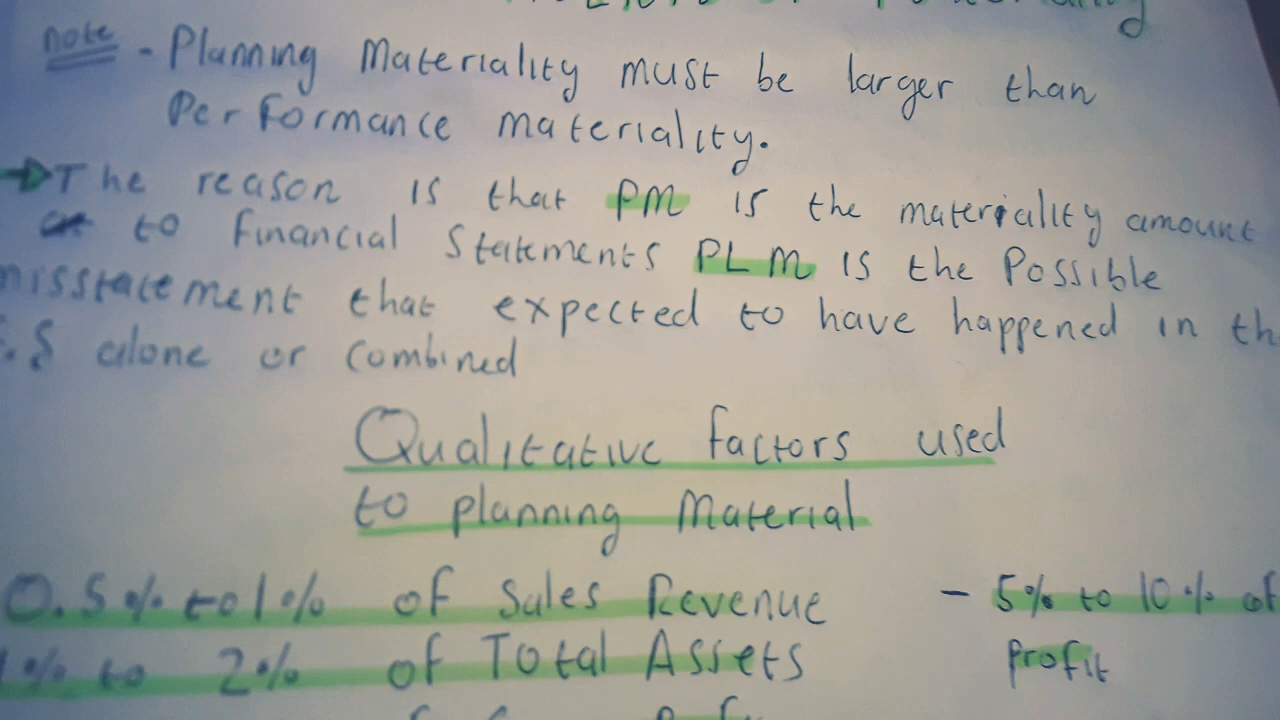 note - Planning Materiality must be larger than
Performance materiality.
The reason is that PM is the materiality amount
to financial Statements PLM is the Possible
misstatement that expected to have happened in th
.S alone or Combined
Qualitative factors used
to planning Material
0.5% to 1% of Sales Revenue - 5% to 10% of
1% to 2% of Total Assets Profit